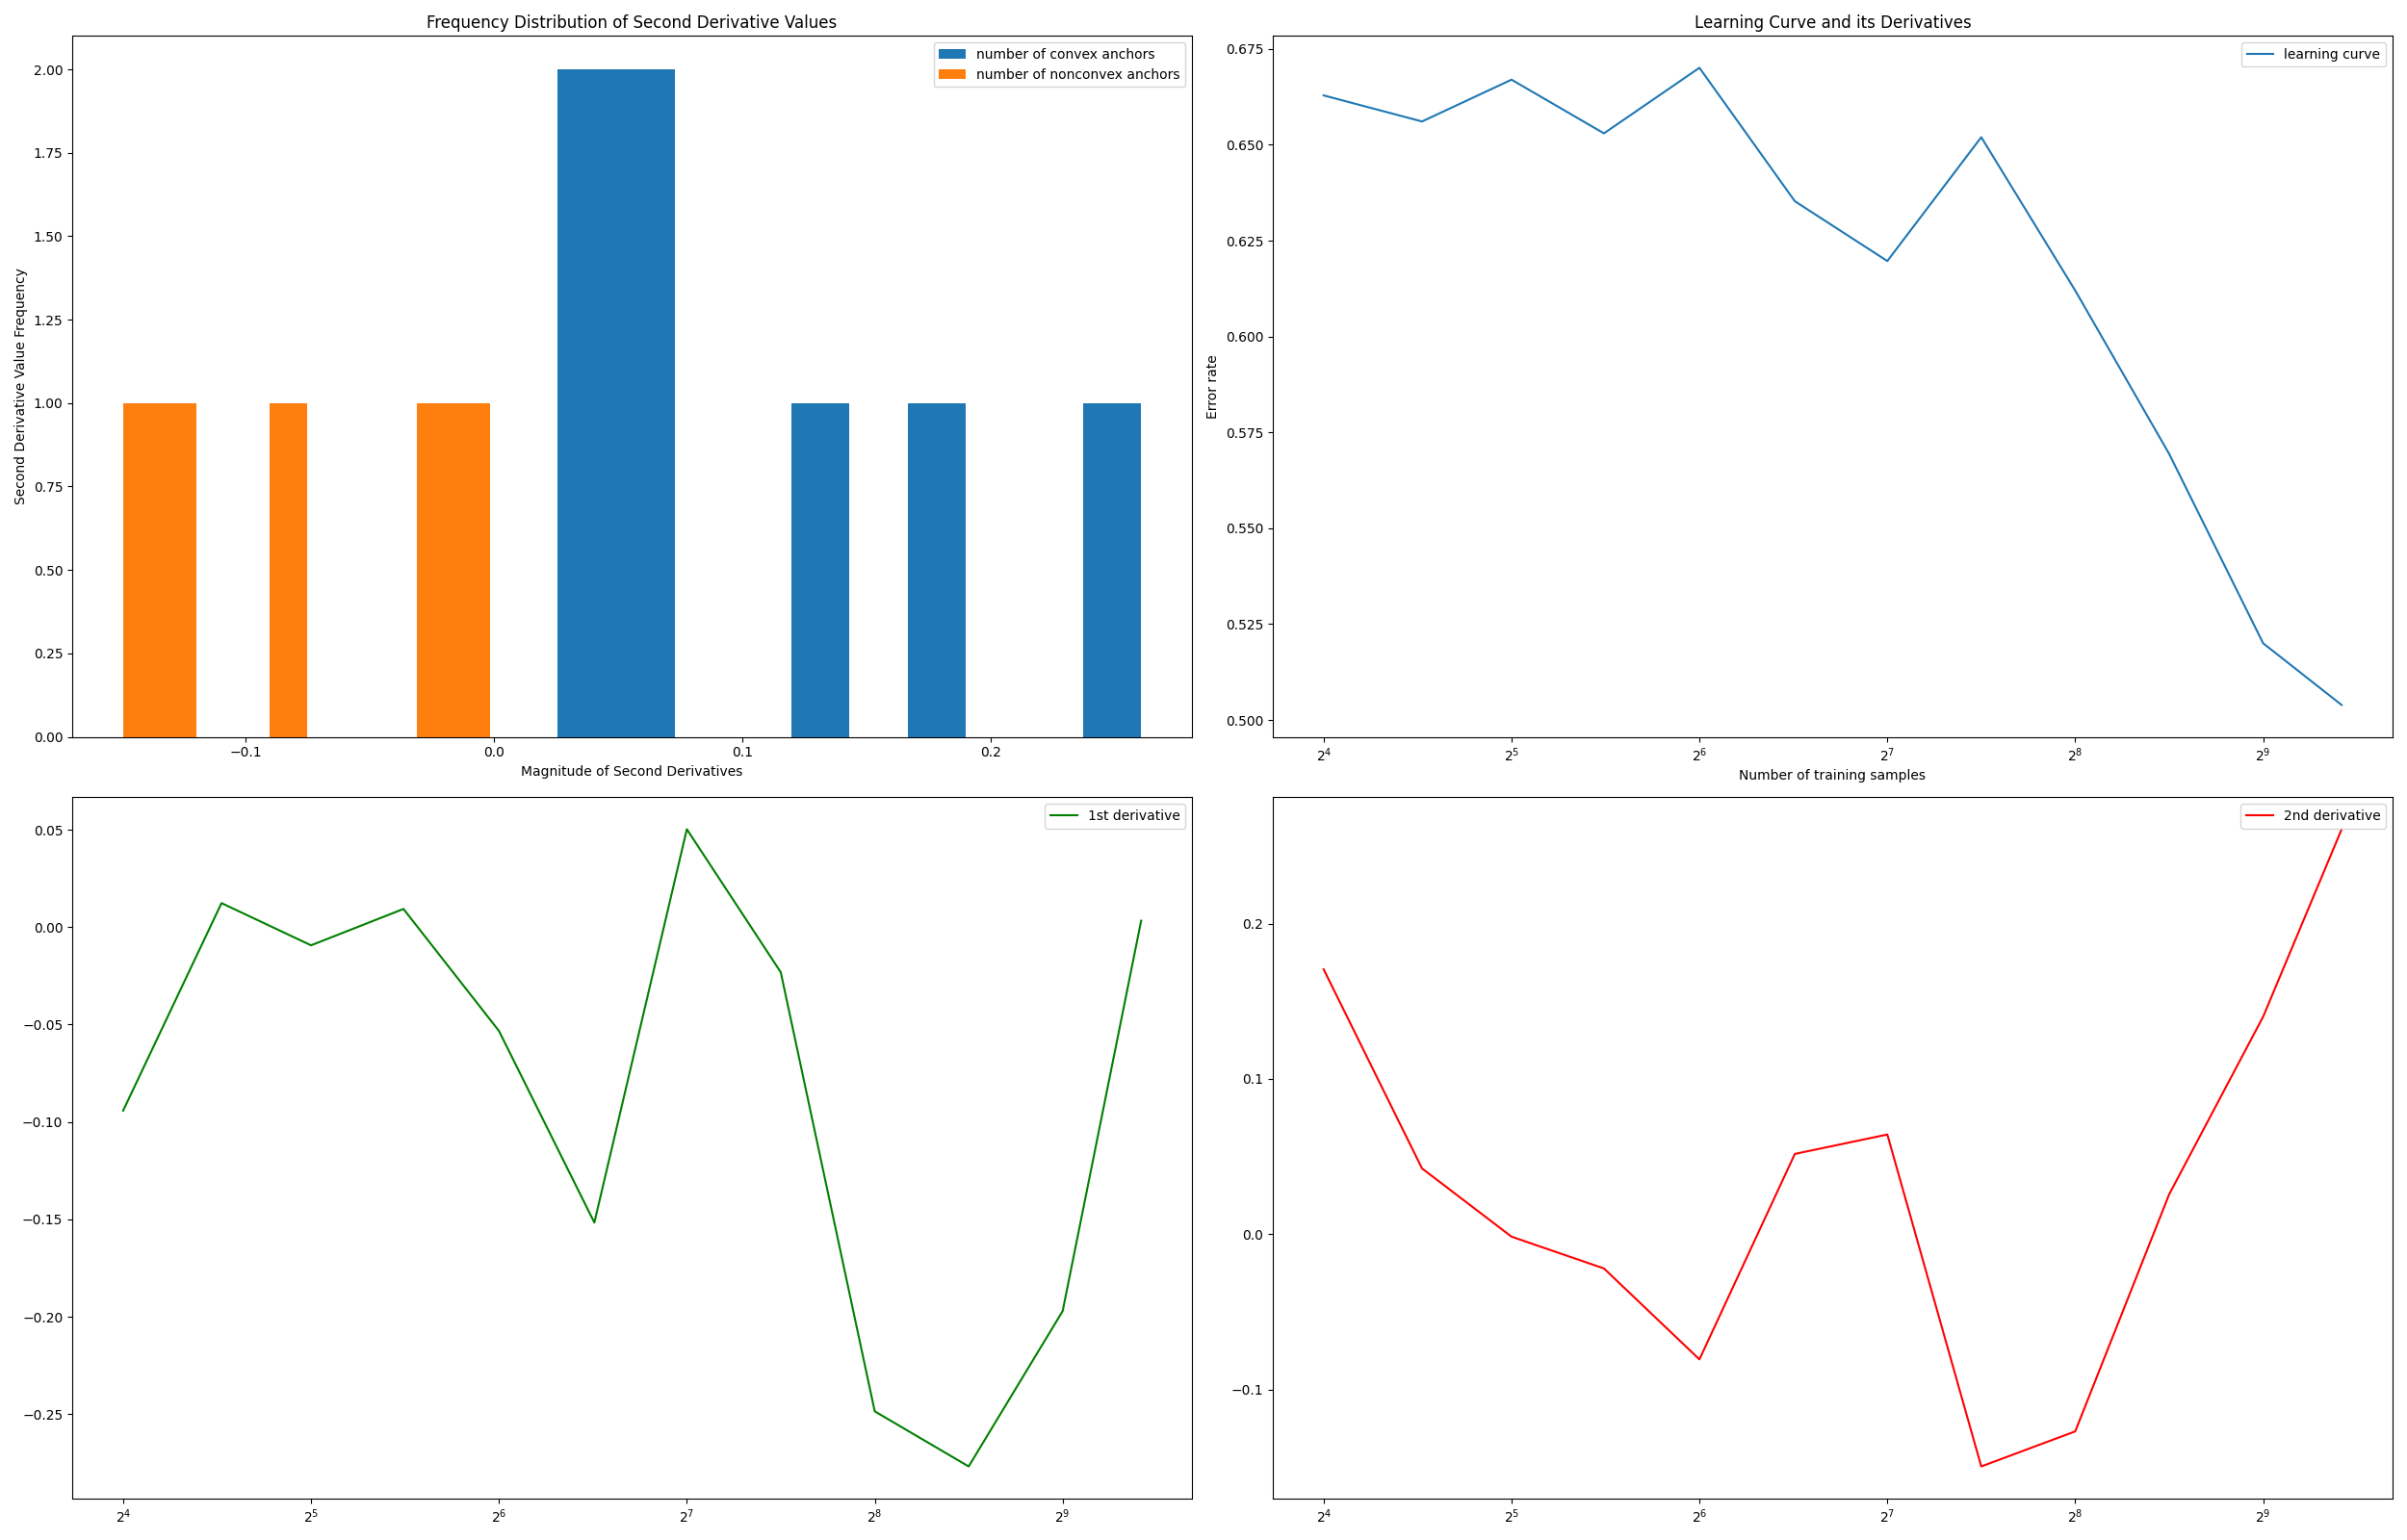 Frequency Distribution of Second Derivative Values
number of convex anchors
number of nonconvex anchors
2.00
1.75
1.50
1.25
1.00
0.75
0.50
0.25
0.00
Second Derivative Value Frequency
−0.1 0.0 0.1 0.2
Magnitude of Second Derivatives
Learning Curve and its Derivatives
learning curve
0.675
0.650
0.625
0.600
0.575
0.550
0.525
0.500
Error rate
2⁴ 2⁵ 2⁶ 2⁷ 2⁸ 2⁹
Number of training samples
1st derivative
0.05
0.00
−0.05
−0.10
−0.15
−0.20
−0.25
2⁴ 2⁵ 2⁶ 2⁷ 2⁸ 2⁹
2nd derivative
0.2
0.1
0.0
−0.1
2⁴ 2⁵ 2⁶ 2⁷ 2⁸ 2⁹